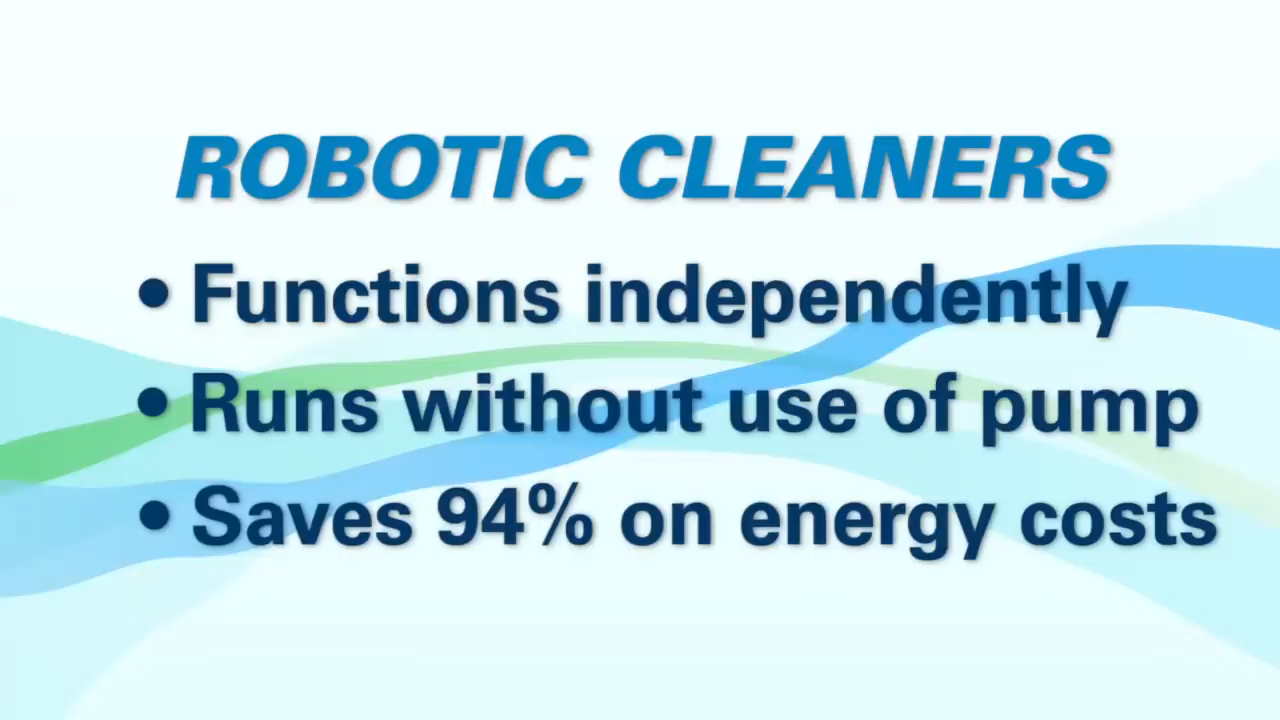 ROBOTIC CLEANERS
• Functions independently
• Runs without use of pump
• Saves 94% on energy costs